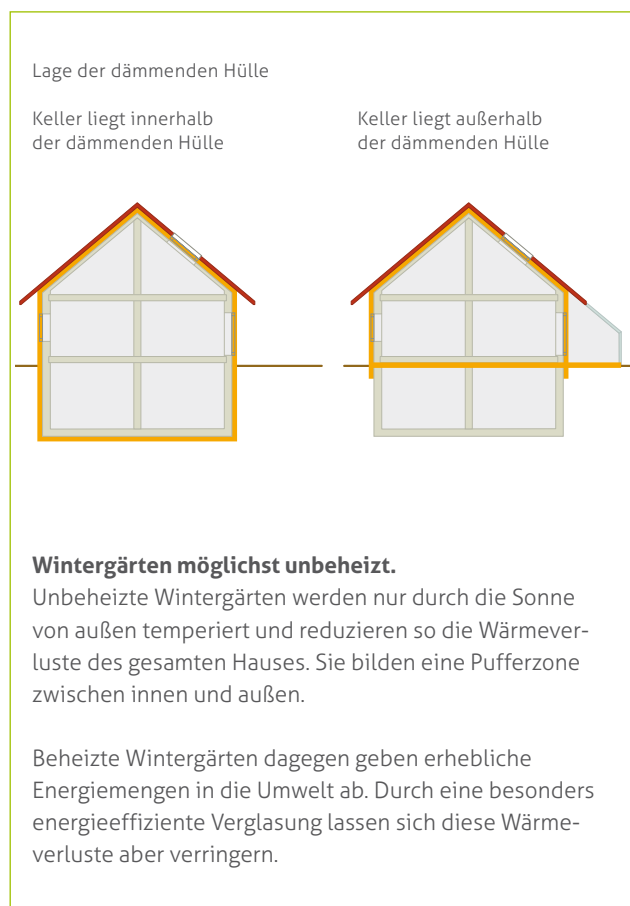 Lage der dämmenden Hülle
Keller liegt innerhalb
der dämmenden Hülle
Keller liegt außerhalb
der dämmenden Hülle
Wintergärten möglichst unbeheizt.
Unbeheizte Wintergärten werden nur durch die Sonne
von außen temperiert und reduzieren so die Wärmever-
luste des gesamten Hauses. Sie bilden eine Pufferzone
zwischen innen und außen.
Beheizte Wintergärten dagegen geben erhebliche
Energiemengen in die Umwelt ab. Durch eine besonders
energieeffiziente Verglasung lassen sich diese Wärme-
verluste aber verringern.